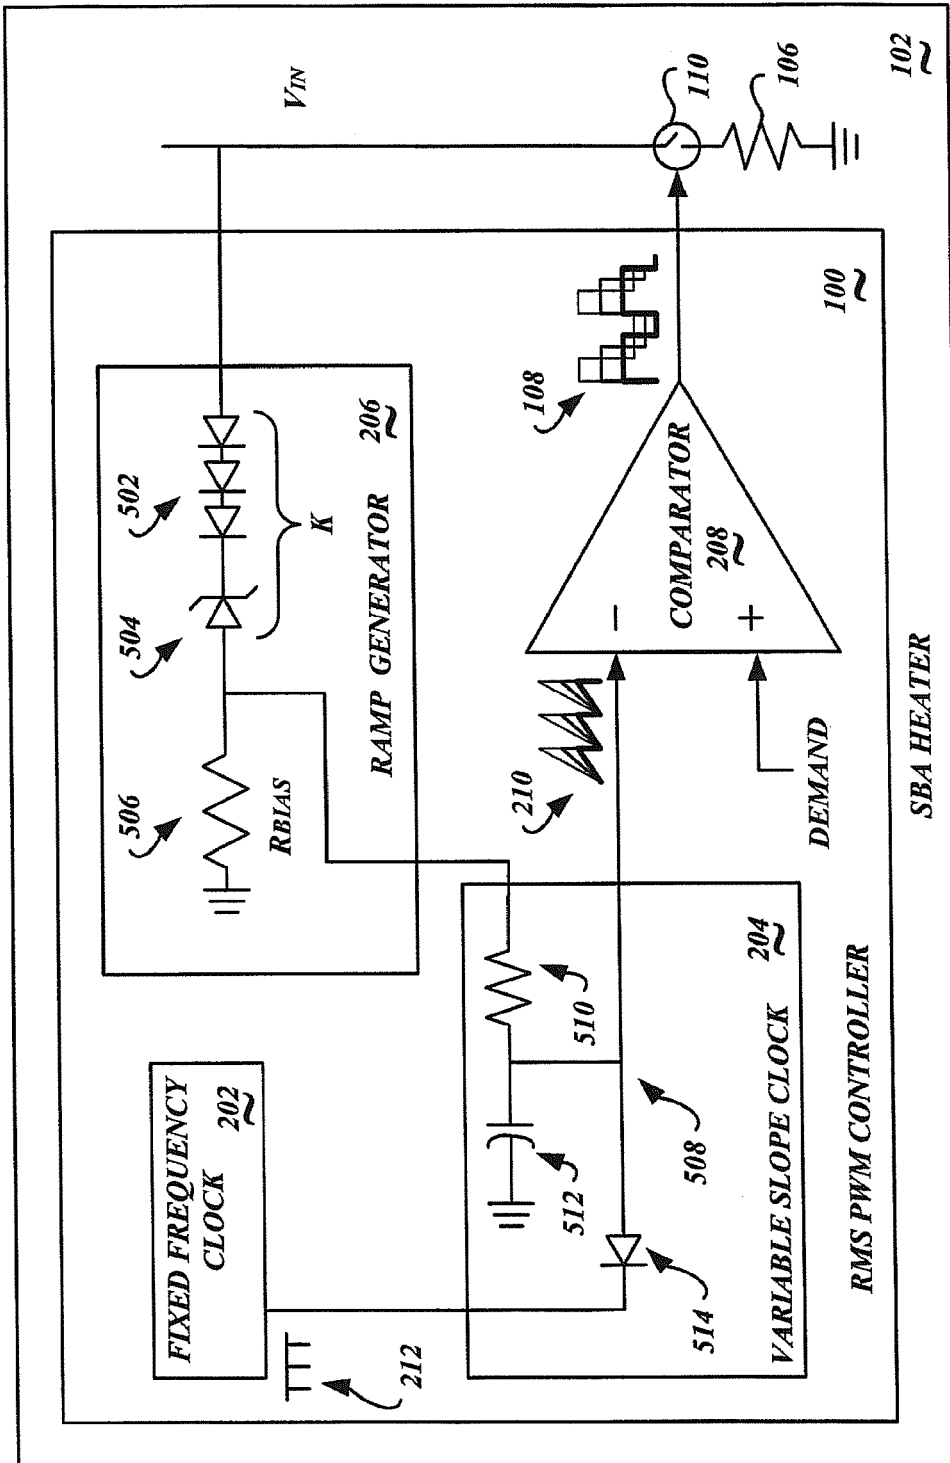 FIXED FREQUENCY
CLOCK
202
212
506
RBIAS
504
502
K
206
RAMP GENERATOR
VIN
510
512
508
514
204
VARIABLE SLOPE CLOCK
210
DEMAND
−
+
COMPARATOR
208
108
110
106
100
RMS PWM CONTROLLER
SBA HEATER
102